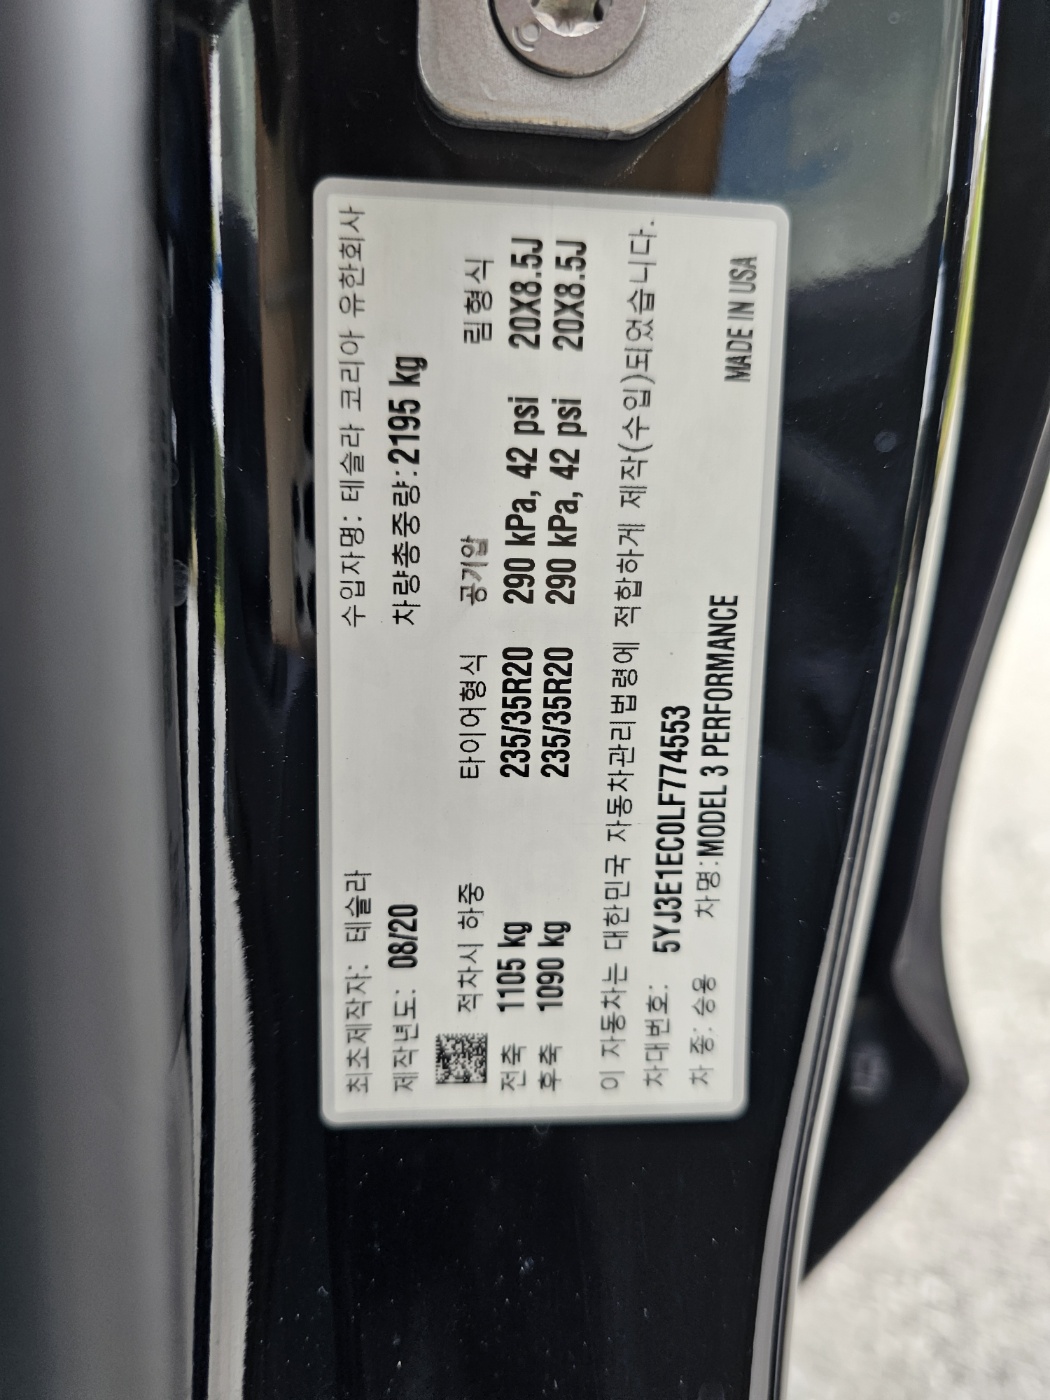 최초제작자: 테슬라 수입자명: 테슬라 코리아 유한회사
제작년도: 08/20 차량총중량: 2195 kg
적차시 하중 타이어형식 공기압 림형식
전축 1105 kg 235/35R20 290 kPa, 42 psi 20X8.5J
후축 1090 kg 235/35R20 290 kPa, 42 psi 20X8.5J
이 자동차는 대한민국 자동차관리법령에 적합하게 제작(수입)되었습니다.
차대번호: 5YJ3E1EC0LF774553
차 종: 승용 차명: MODEL 3 PERFORMANCE MADE IN USA